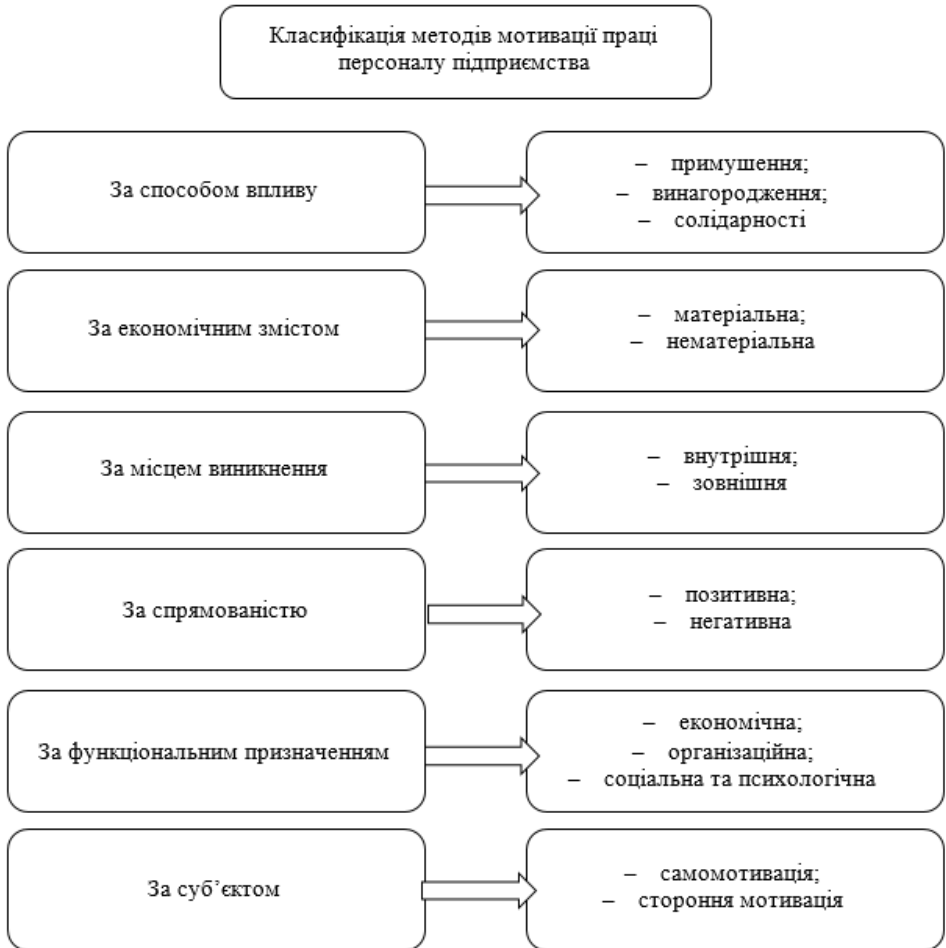 Класифікація методів мотивації праці
персоналу підприємства
За способом впливу
– примушення;
– винагородження;
– солідарності
За економічним змістом
– матеріальна;
– нематеріальна
За місцем виникнення
– внутрішня;
– зовнішня
За спрямованістю
– позитивна;
– негативна
За функціональним призначенням
– економічна;
– організаційна;
– соціальна та психологічна
За суб’єктом
– самомотивація;
– стороння мотивація